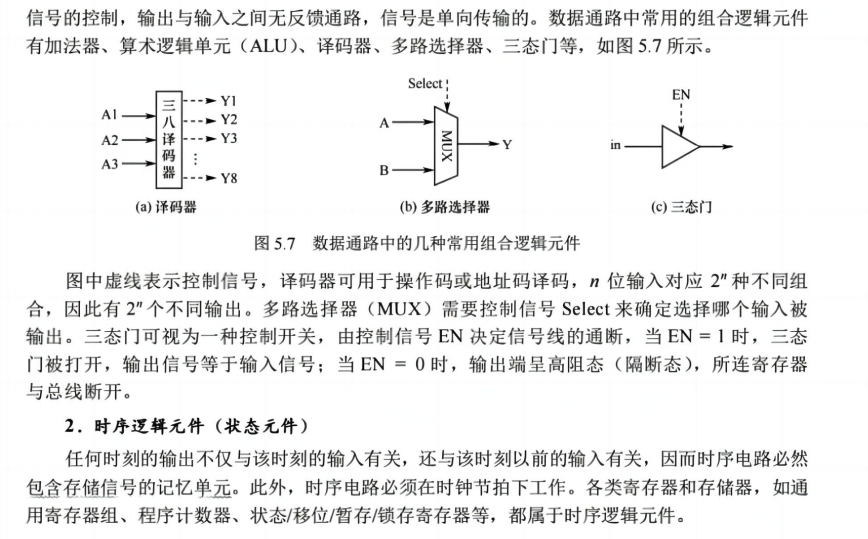 信号的控制，输出与输入之间无反馈通路，信号是单向传输的。数据通路中常用的组合逻辑元件
有加法器、算术逻辑单元（ALU）、译码器、多路选择器、三态门等，如图 5.7 所示。
A1
A2
A3
三八译码器
Y1
Y2
Y3
⋮
Y8
(a) 译码器
Select
A
B
MUX
Y
(b) 多路选择器
EN
in
(c) 三态门
图 5.7 数据通路中的几种常用组合逻辑元件
图中虚线表示控制信号，译码器可用于操作码或地址码译码，n 位输入对应 2ⁿ 种不同组
合，因此有 2ⁿ 个不同输出。多路选择器（MUX）需要控制信号 Select 来确定选择哪个输入被
输出。三态门可视为一种控制开关，由控制信号 EN 决定信号线的通断，当 EN = 1 时，三态
门被打开，输出信号等于输入信号；当 EN = 0 时，输出端呈高阻态（隔断态），所连寄存器
与总线断开。
2．时序逻辑元件（状态元件）
任何时刻的输出不仅与该时刻的输入有关，还与该时刻以前的输入有关，因而时序电路必然
包含存储信号的记忆单元。此外，时序电路必须在时钟节拍下工作。各类寄存器和存储器，如通
用寄存器组、程序计数器、状态/移位/暂存/锁存寄存器等，都属于时序逻辑元件。